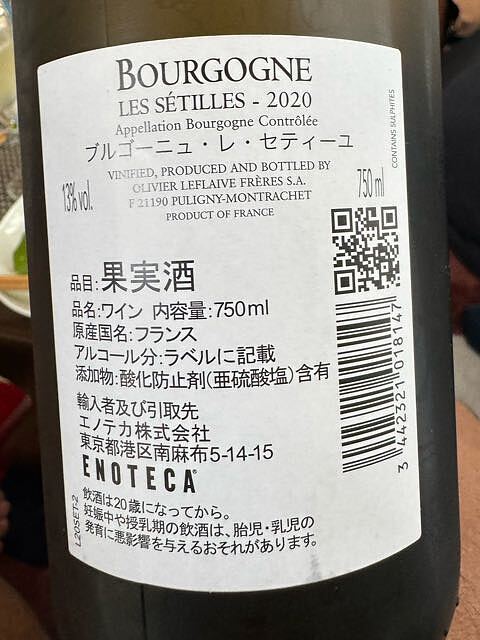 BOURGOGNE
LES SÉTILLES - 2020
Appellation Bourgogne Contrôlée
ブルゴーニュ・レ・セティーユ
VINIFIED, PRODUCED AND BOTTLED BY
OLIVIER LEFLAIVE FRÈRES S.A.
F 21190 PULIGNY-MONTRACHET
PRODUCT OF FRANCE
13% vol.
750 ml
CONTAINS SULPHITES
品目:果実酒
品名:ワイン 内容量:750ml
原産国名:フランス
アルコール分:ラベルに記載
添加物:酸化防止剤(亜硫酸塩)含有
輸入者及び引取先
エノテカ株式会社
東京都港区南麻布5-14-15
ENOTECA®
飲酒は20歳になってから。
妊娠中や授乳期の飲酒は、胎児・乳児の
発育に悪影響を与えるおそれがあります。
L20SET-2
3 442321 018147